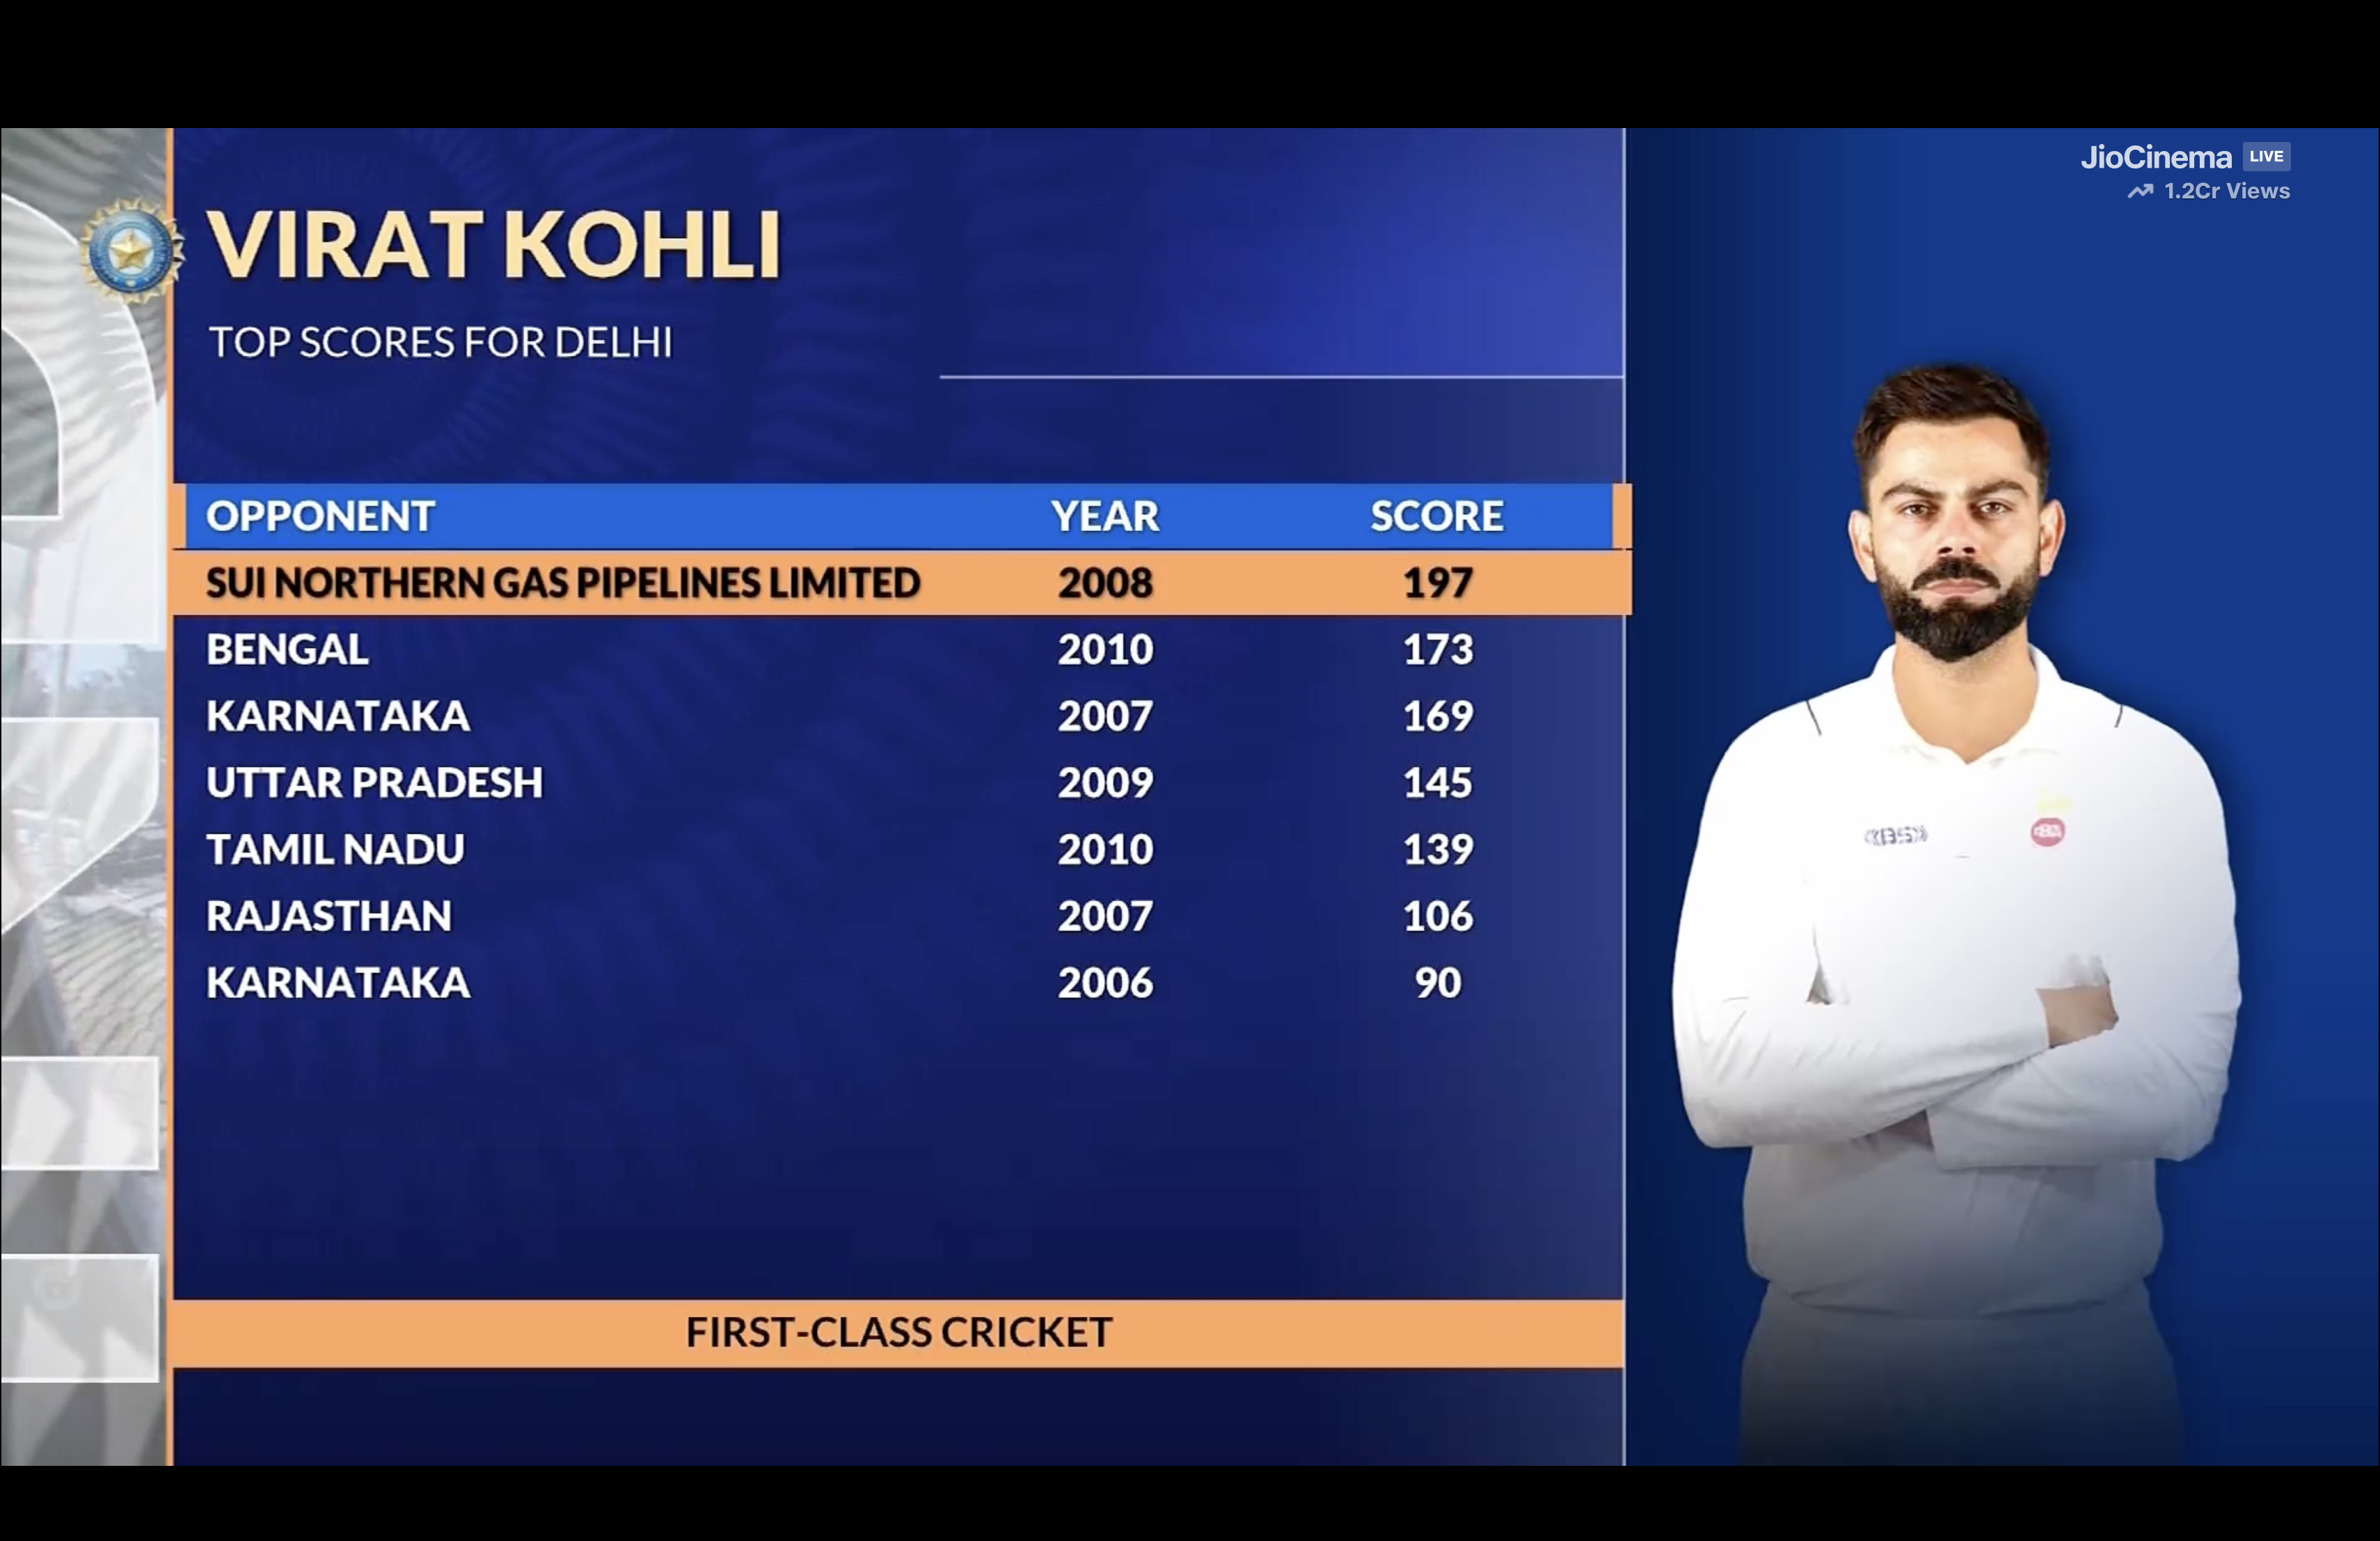 JioCinema LIVE
1.2Cr Views
VIRAT KOHLI
TOP SCORES FOR DELHI
OPPONENT YEAR SCORE
SUI NORTHERN GAS PIPELINES LIMITED 2008 197
BENGAL 2010 173
KARNATAKA 2007 169
UTTAR PRADESH 2009 145
TAMIL NADU 2010 139
RAJASTHAN 2007 106
KARNATAKA 2006 90
FIRST-CLASS CRICKET